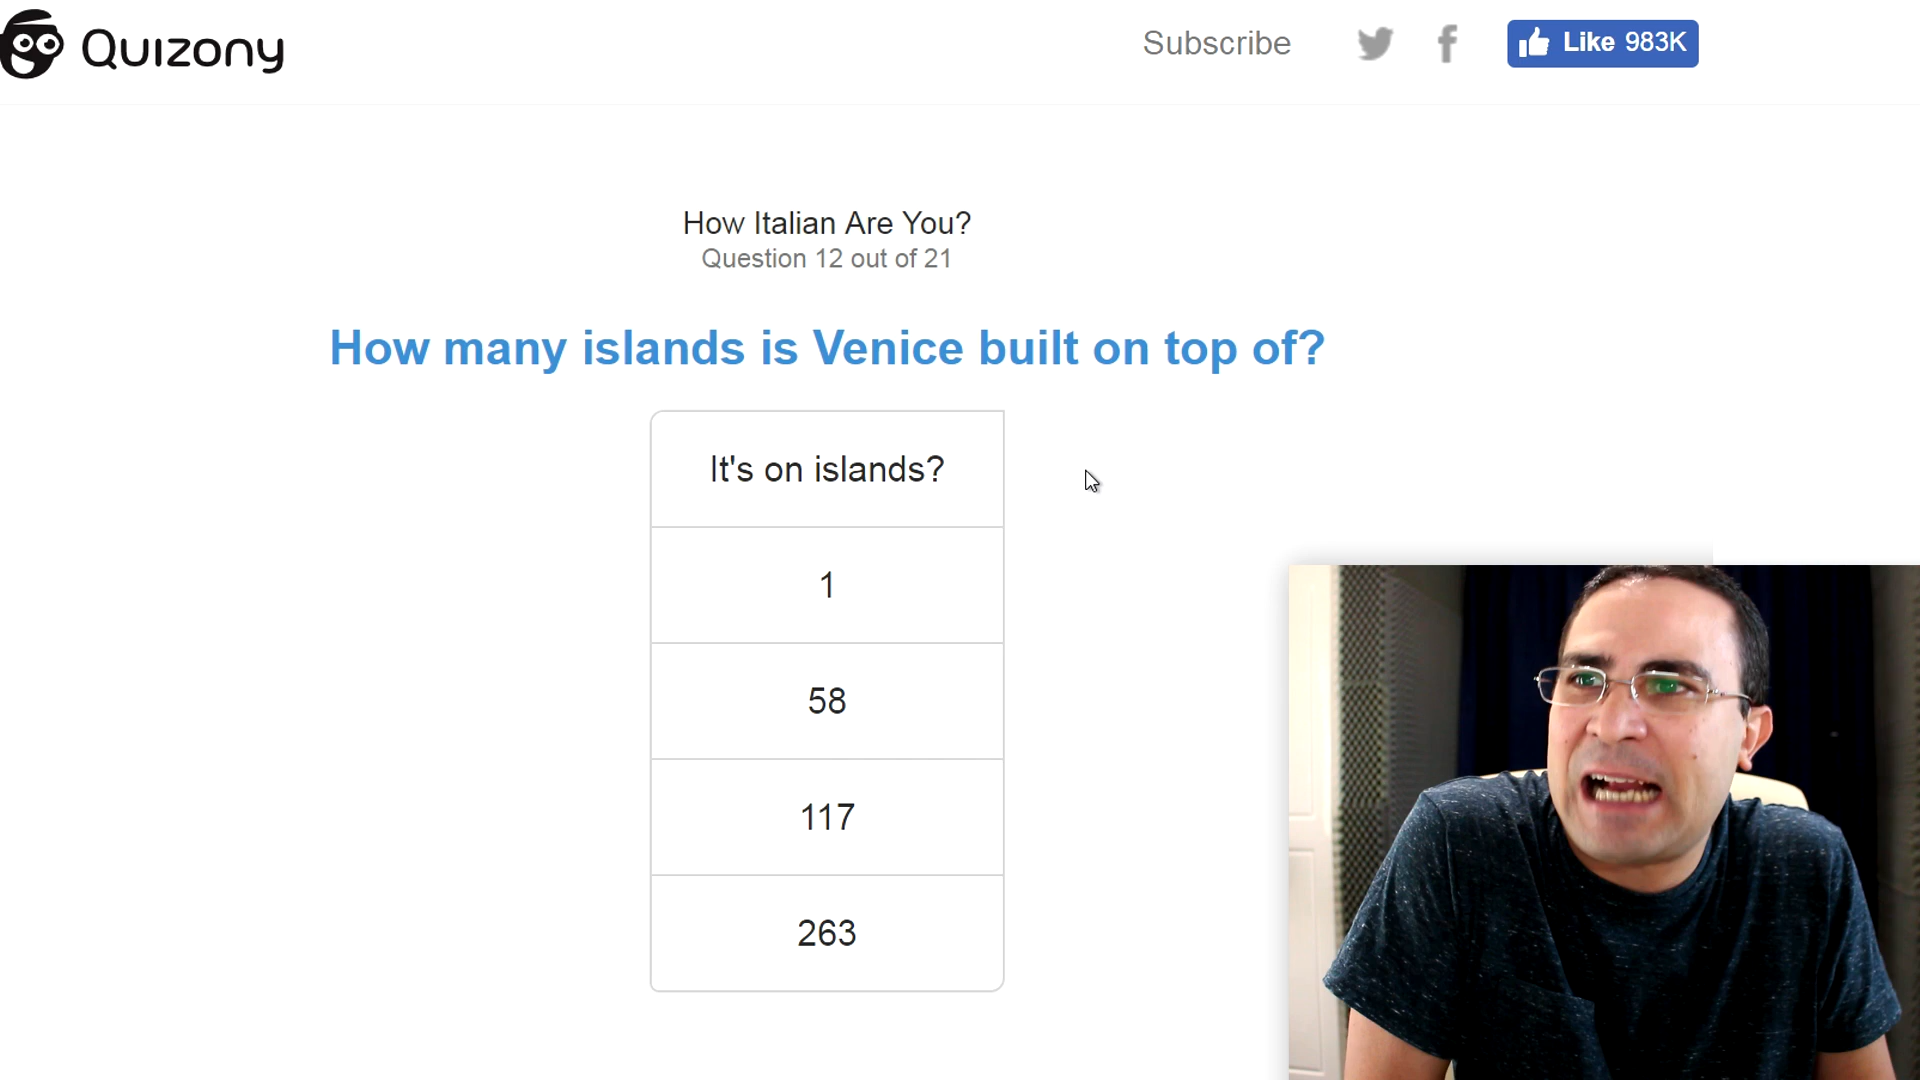 Quizony
Subscribe
Like 983K
How Italian Are You?
Question 12 out of 21
How many islands is Venice built on top of?
It's on islands?
1
58
117
263